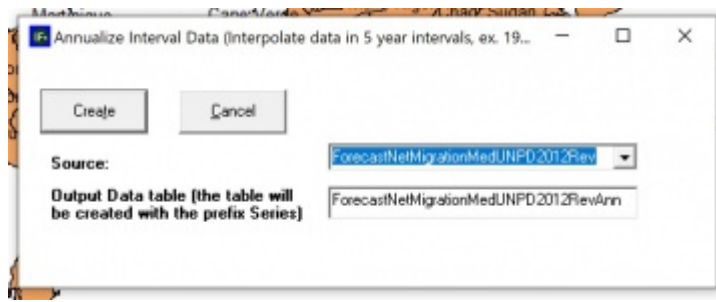 Martinique Cape Verde Chad Sudan
Annualize Interval Data (Interpolate data in 5 year intervals, ex. 19...
Create Cancel
Source: ForecastNetMigrationMedUNPD2012Rev
Output Data table (the table will
be created with the prefix Series) ForecastNetMigrationMedUNPD2012RevAnn